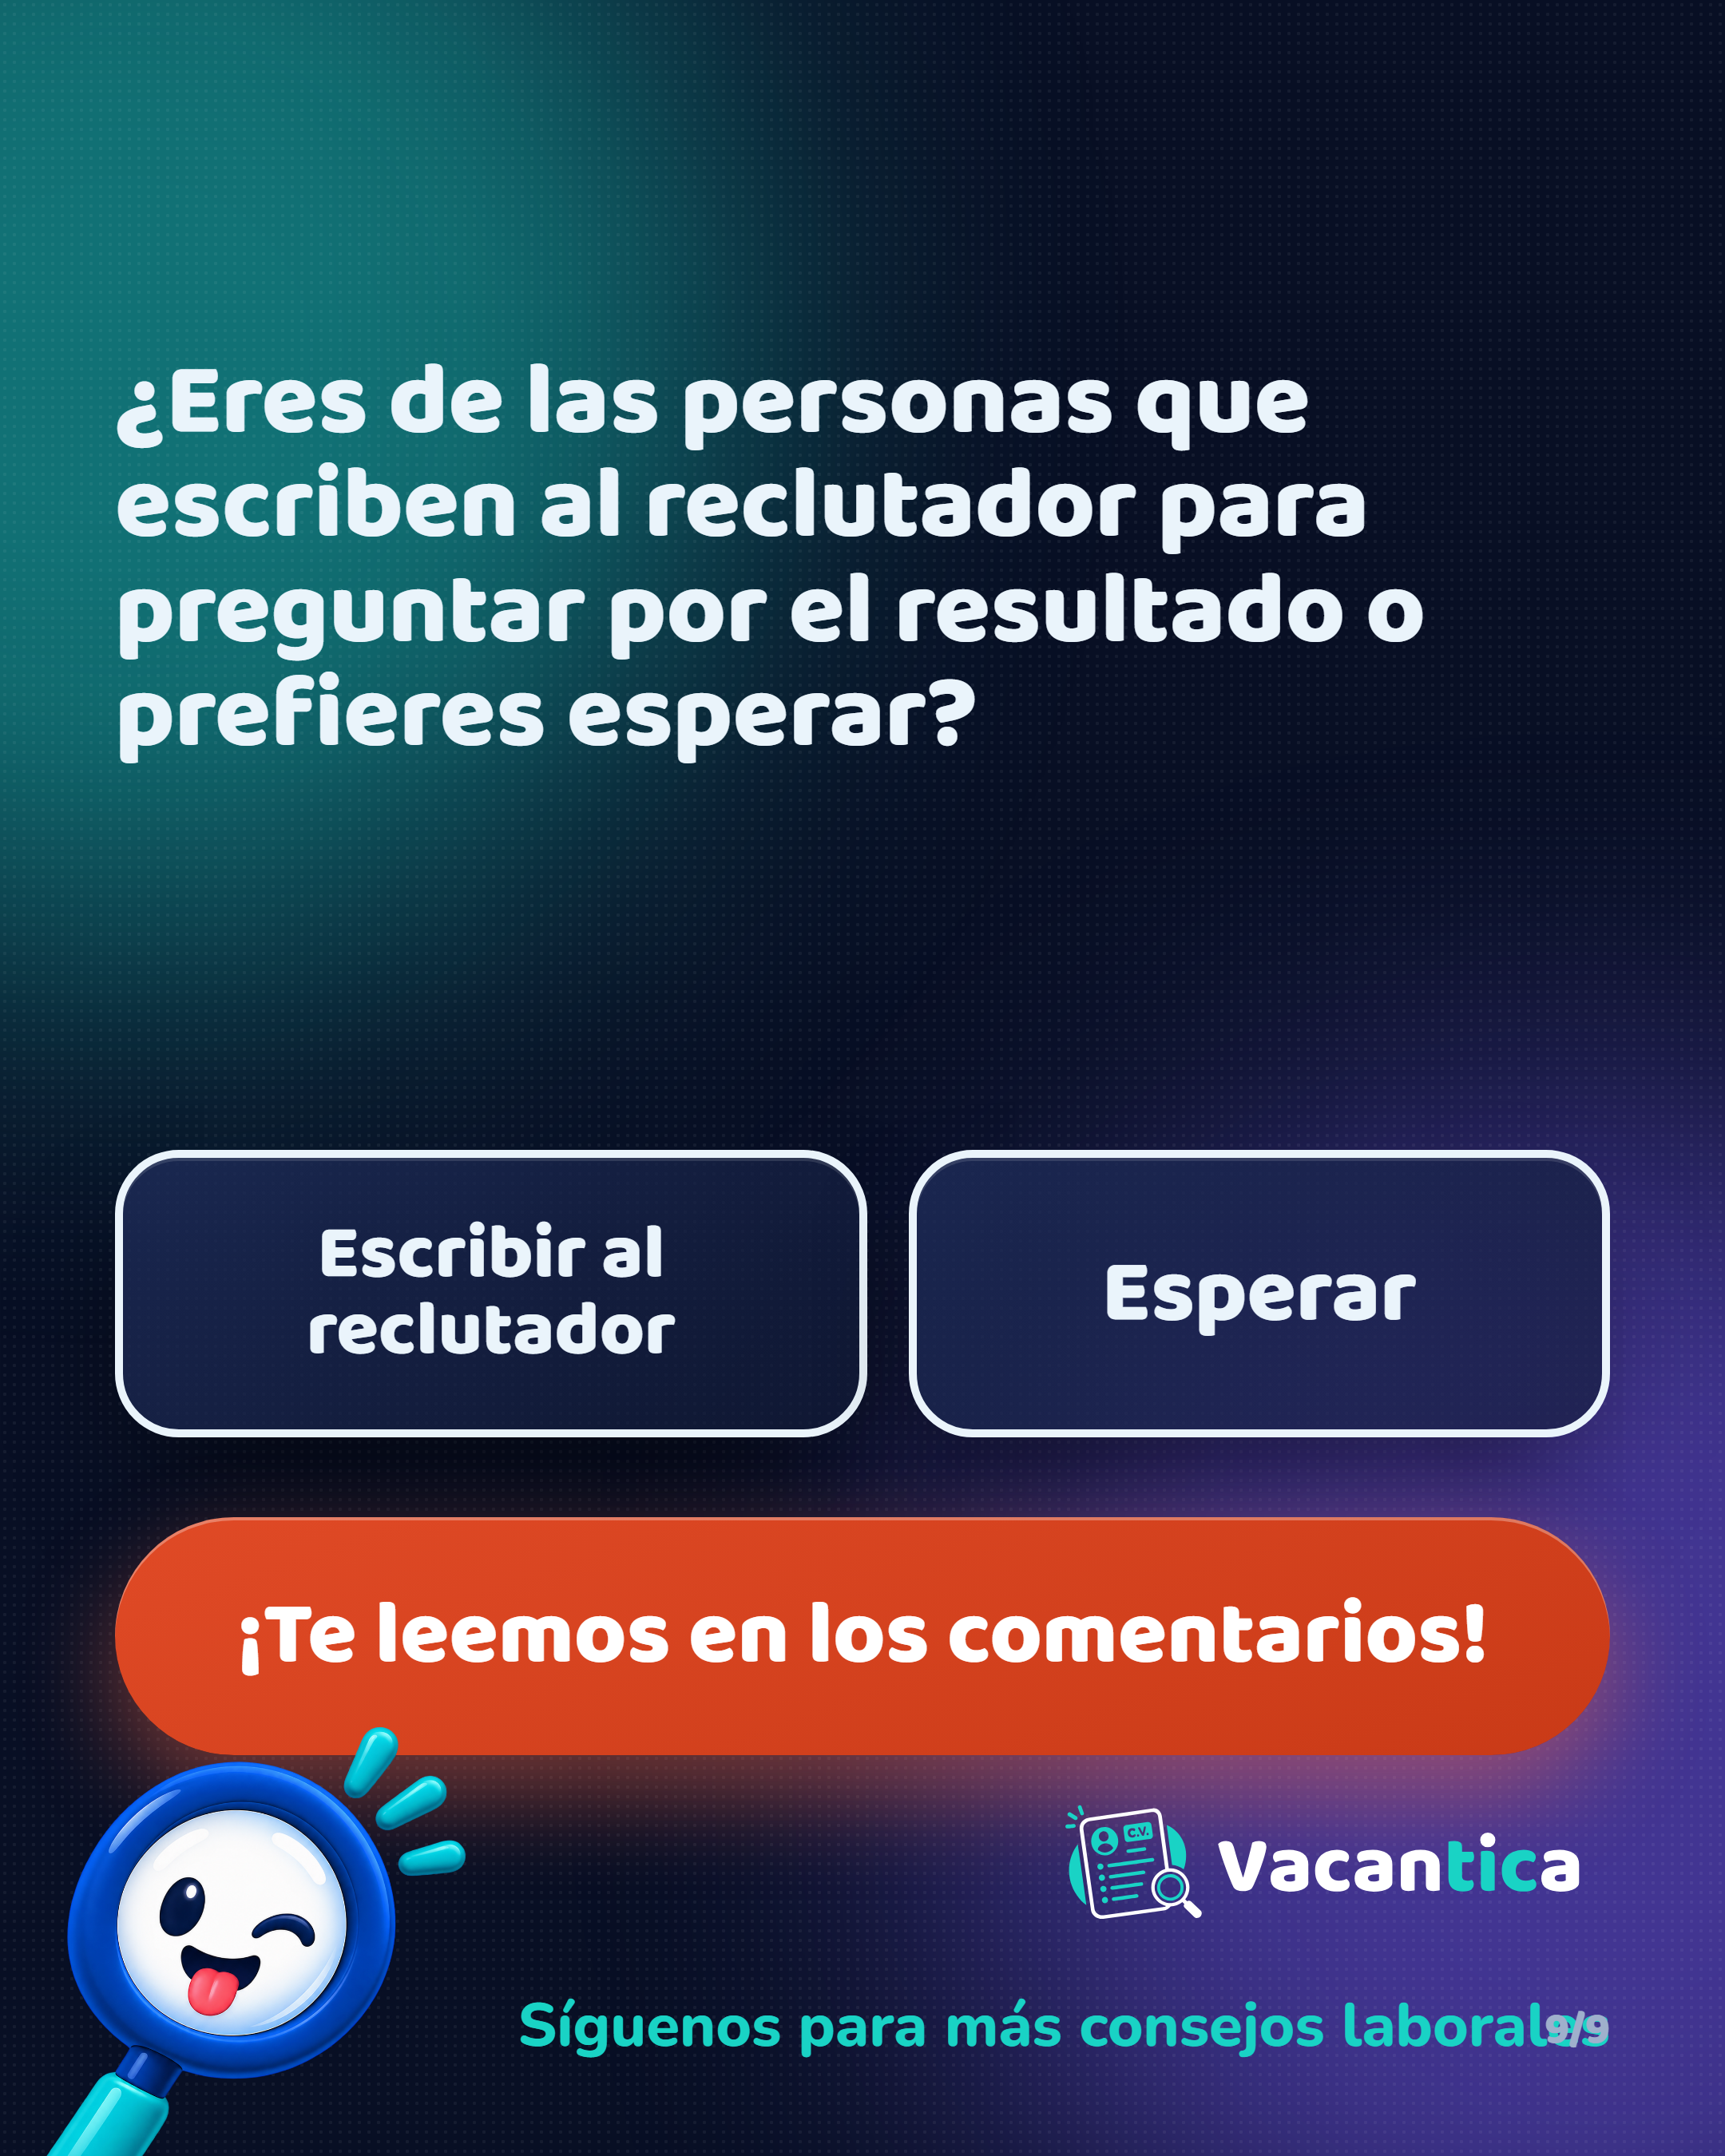 ¿Eres de las personas que
escriben al reclutador para
preguntar por el resultado o
prefieres esperar?
Escribir al
reclutador
Esperar
¡Te leemos en los comentarios!
C.V.
Vacantica
Síguenos para más consejos laborales
9/9